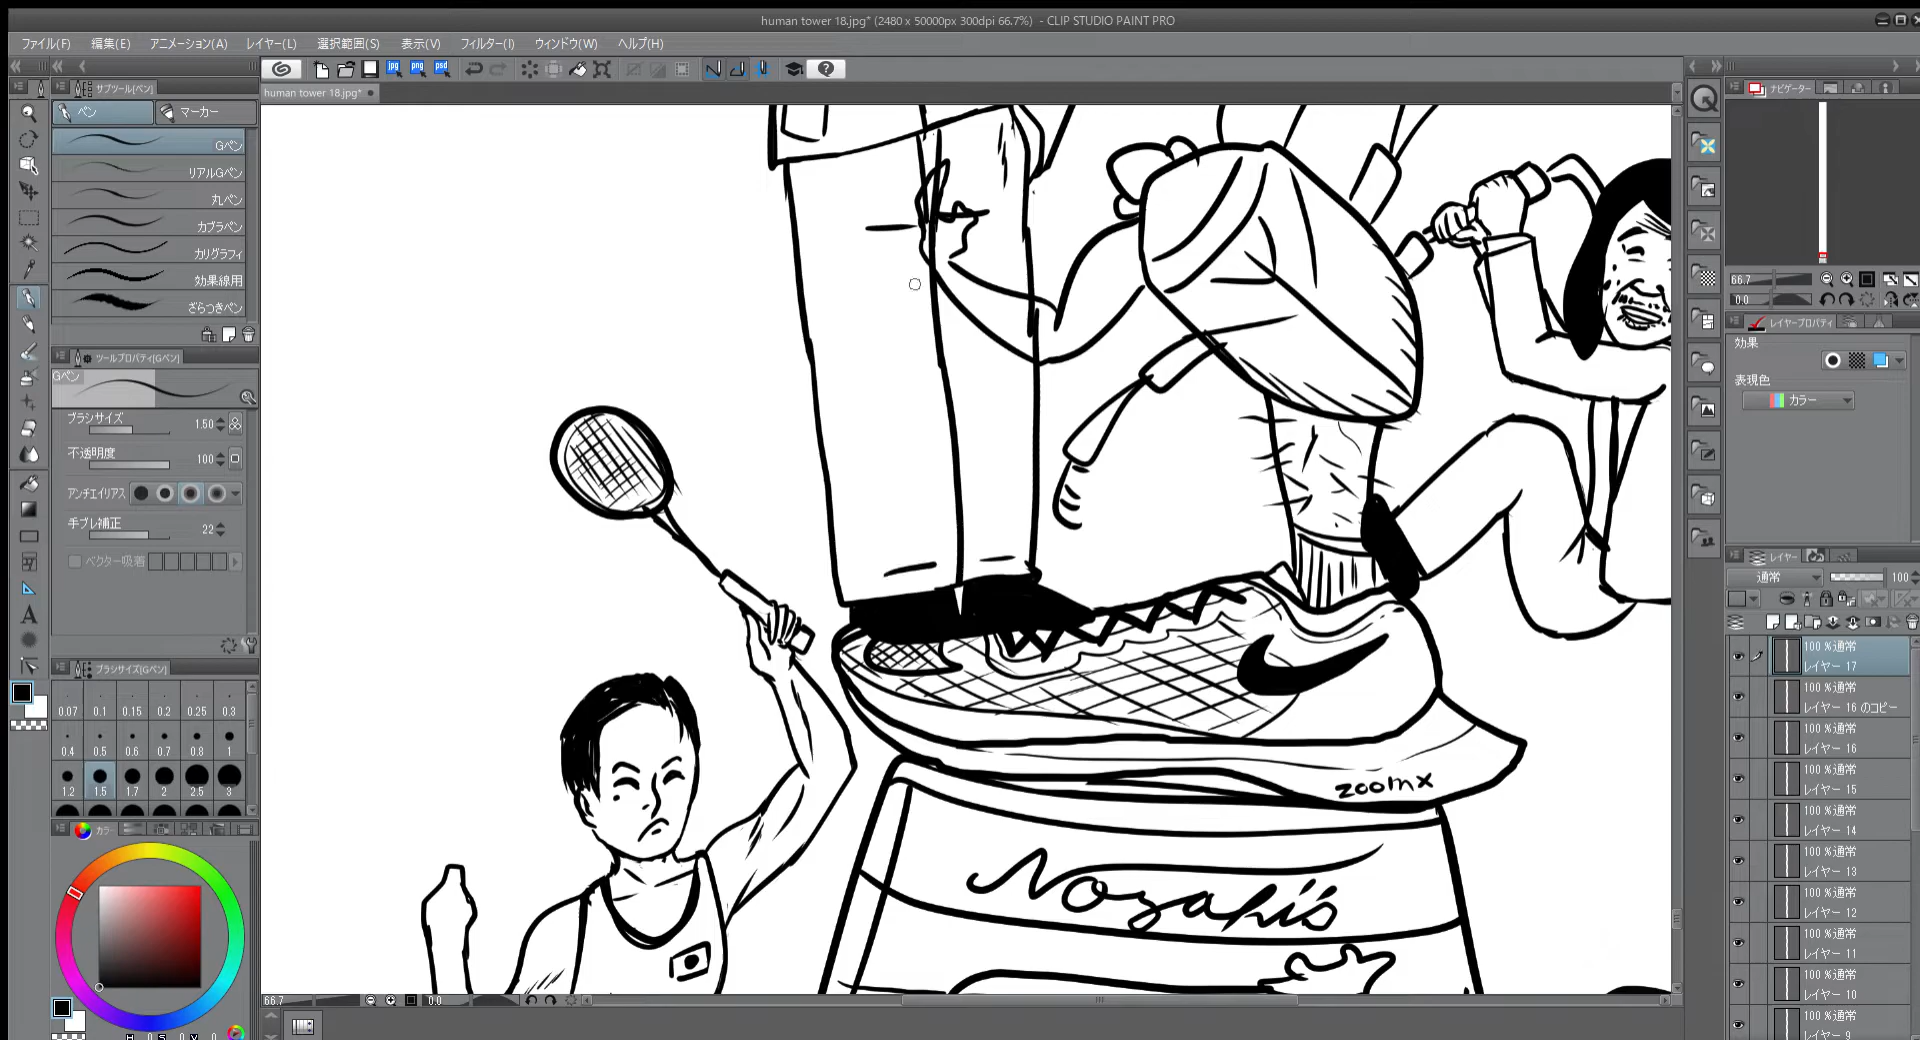 human tower 18.jpg* (2480 x 50000px 300dpi 66.7%) - CLIP STUDIO PAINT PRO
ファイル(F) 編集(E) アニメーション(A) レイヤー(L) 選択範囲(S) 表示(V) フィルター(I) ウィンドウ(W) ヘルプ(H)
jpg png psd
human tower 18.jpg*
サブツール[ペン]
ペン マーカー
Gペン
リアルGペン
丸ペン
カブラペン
カリグラフィ
効果線用
ざらつきペン
ツールプロパティ[Gペン]
Gペン
ブラシサイズ 1.50
不透明度 100
アンチエイリアス
手ブレ補正 22
ベクター吸着
ブラシサイズ[Gペン]
0.07 0.1 0.15 0.2 0.25 0.3
0.4 0.5 0.6 0.7 0.8 1
1.2 1.5 1.7 2 2.5 3
カラー
H 0 S 0 V 0
zoomx
Nozaki's
66.7 0.0
ナビゲーター
66.7
0.0
レイヤープロパティ
効果
表現色
カラー
レイヤー
通常 100
100 %通常
レイヤー 17
100 %通常
レイヤー 16 のコピー
100 %通常
レイヤー 16
100 %通常
レイヤー 15
100 %通常
レイヤー 14
100 %通常
レイヤー 13
100 %通常
レイヤー 12
100 %通常
レイヤー 11
100 %通常
レイヤー 10
100 %通常
レイヤー 9